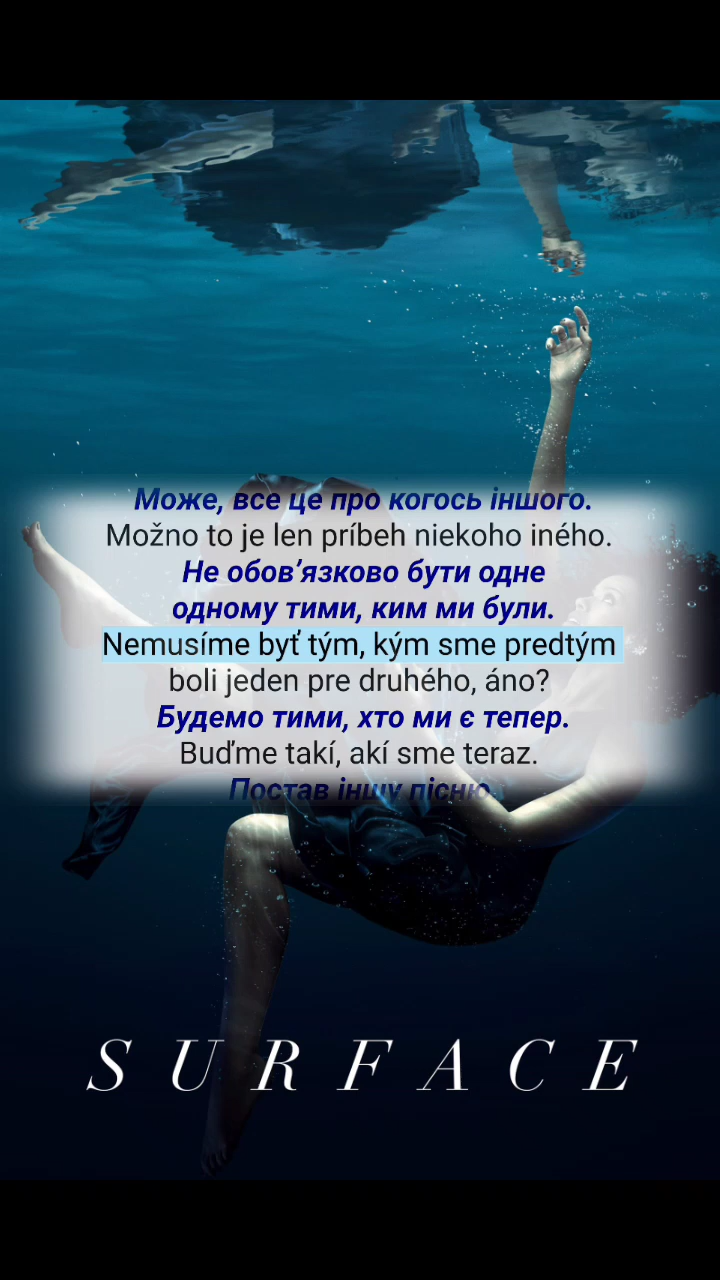 Може, все це про когось іншого.
Možno to je len príbeh niekoho iného.
Не обов’язково бути одне
одному тими, ким ми були.
Nemusíme byť tým, kým sme predtým
boli jeden pre druhého, áno?
Будемо тими, хто ми є тепер.
Buďme takí, akí sme teraz.
Постав іншу пісню.
SURFACE